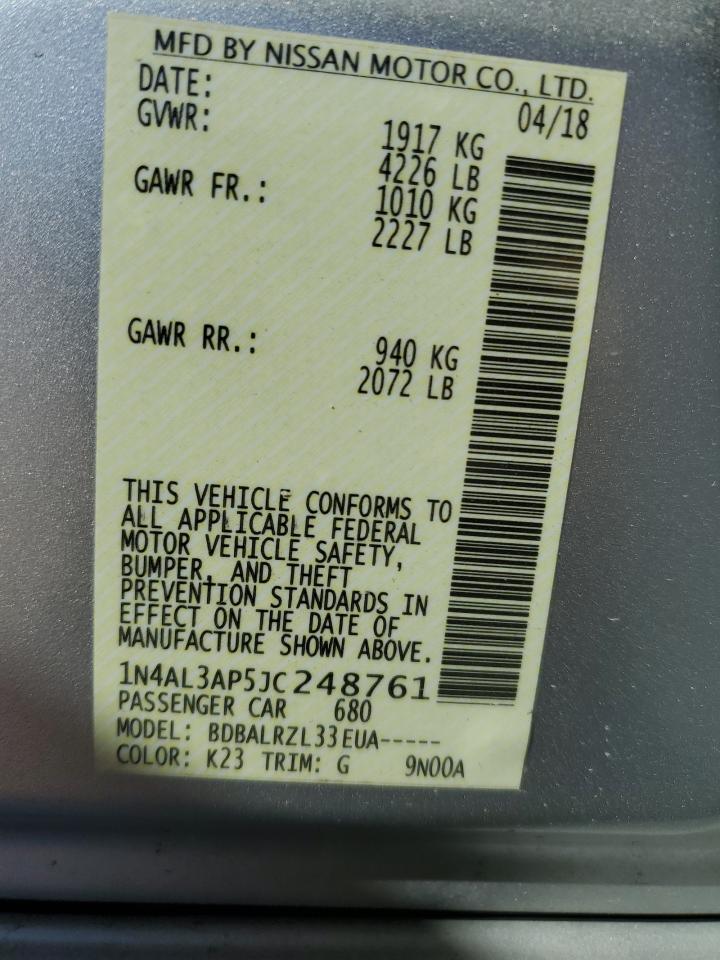 MFD BY NISSAN MOTOR CO., LTD.
DATE: 04/18
GVWR: 1917 KG
4226 LB
GAWR FR.: 1010 KG
2227 LB
GAWR RR.: 940 KG
2072 LB
THIS VEHICLE CONFORMS TO
ALL APPLICABLE FEDERAL
MOTOR VEHICLE SAFETY,
BUMPER, AND THEFT
PREVENTION STANDARDS IN
EFFECT ON THE DATE OF
MANUFACTURE SHOWN ABOVE.
1N4AL3AP5JC248761
PASSENGER CAR 680
MODEL: BDBALRZL33EUA-----
COLOR: K23 TRIM: G 9N00A